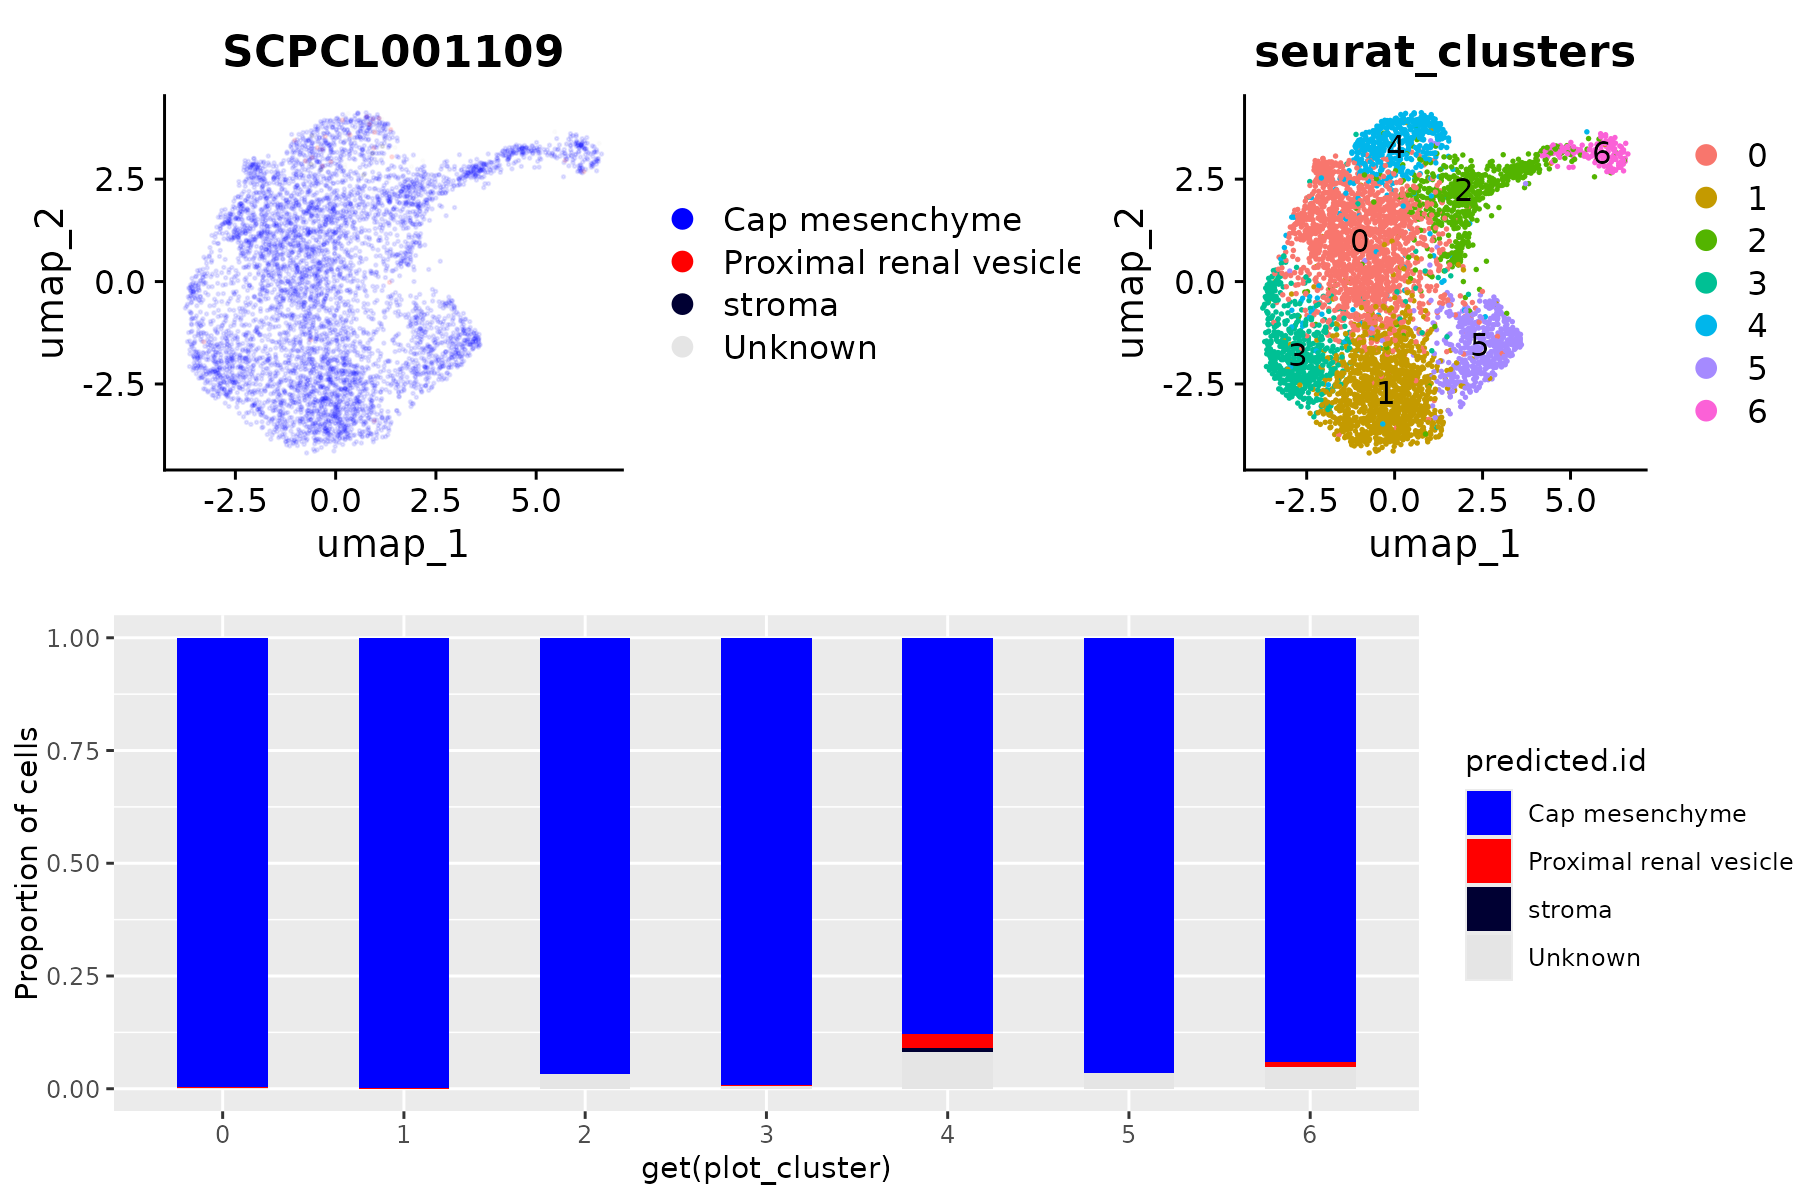 SCPCL001109
umap_2
2.5
0.0
-2.5
-2.5 0.0 2.5 5.0
umap_1
Cap mesenchyme
Proximal renal vesicle
stroma
Unknown
seurat_clusters
umap_2
2.5
0.0
-2.5
4
6
2
0
5
3
1
-2.5 0.0 2.5 5.0
umap_1
0
1
2
3
4
5
6
Proportion of cells
1.00
0.75
0.50
0.25
0.00
0 1 2 3 4 5 6
get(plot_cluster)
predicted.id
Cap mesenchyme
Proximal renal vesicle
stroma
Unknown